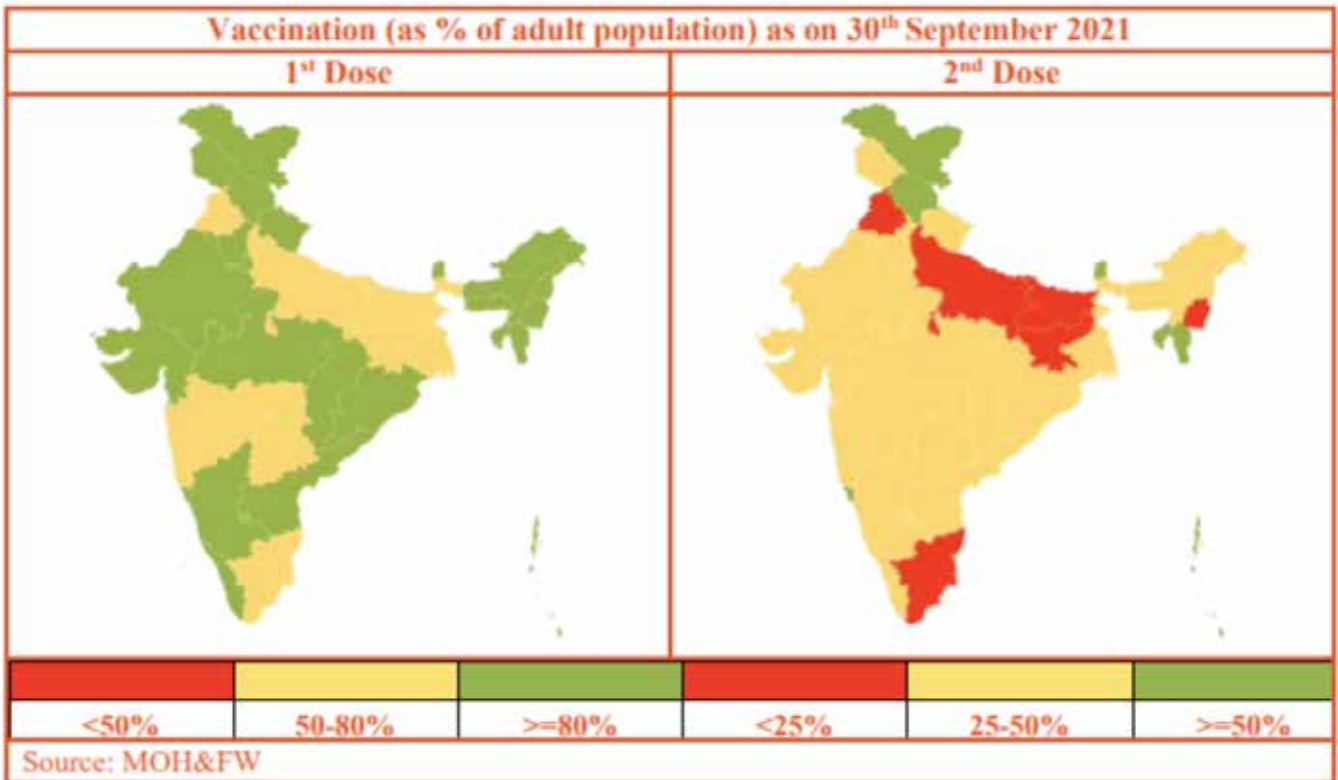 Vaccination (as % of adult population) as on 30th September 2021
1st Dose 2nd Dose
<50% 50-80% >=80% <25% 25-50% >=50%
Source: MOH&FW